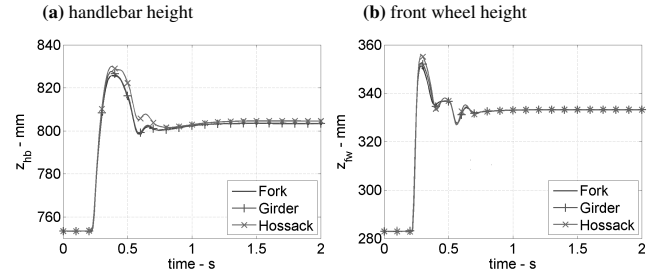 (a) handlebar height
840
820
800
780
760
z_hb - mm
0 0.5 1 1.5 2
time - s
Fork
Girder
Hossack
(b) front wheel height
360
340
320
300
280
z_fw - mm
0 0.5 1 1.5 2
time - s
Fork
Girder
Hossack